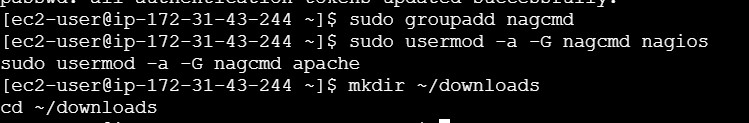 passwd: all authentication tokens updated successfully.
[ec2-user@ip-172-31-43-244 ~]$ sudo groupadd nagcmd
[ec2-user@ip-172-31-43-244 ~]$ sudo usermod -a -G nagcmd nagios
sudo usermod -a -G nagcmd apache
[ec2-user@ip-172-31-43-244 ~]$ mkdir ~/downloads
cd ~/downloads